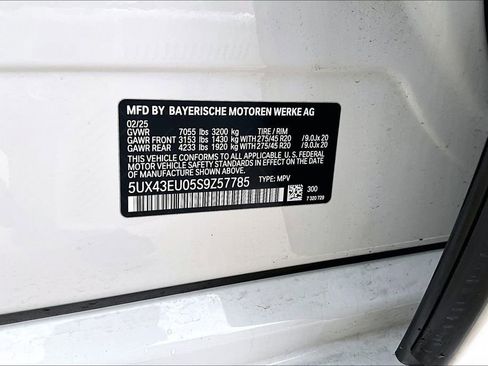 MFD BY BAYERISCHE MOTOREN WERKE AG
02/25
GVWR 7055 lbs 3200 kg TIRE / RIM
GAWR FRONT 3153 lbs 1430 kg WITH 275/45 R20 / 9.0Jx20
GAWR REAR 4233 lbs 1920 kg WITH 275/45 R20 / 9.0Jx20
THIS VEHICLE CONFORMS TO ALL APPLICABLE FEDERAL
MOTOR VEHICLE SAFETY STANDARDS IN EFFECT ON THE
DATE OF MANUFACTURE SHOWN ABOVE.
5UX43EU05S9Z57785 TYPE: MPV
300
7 320 723